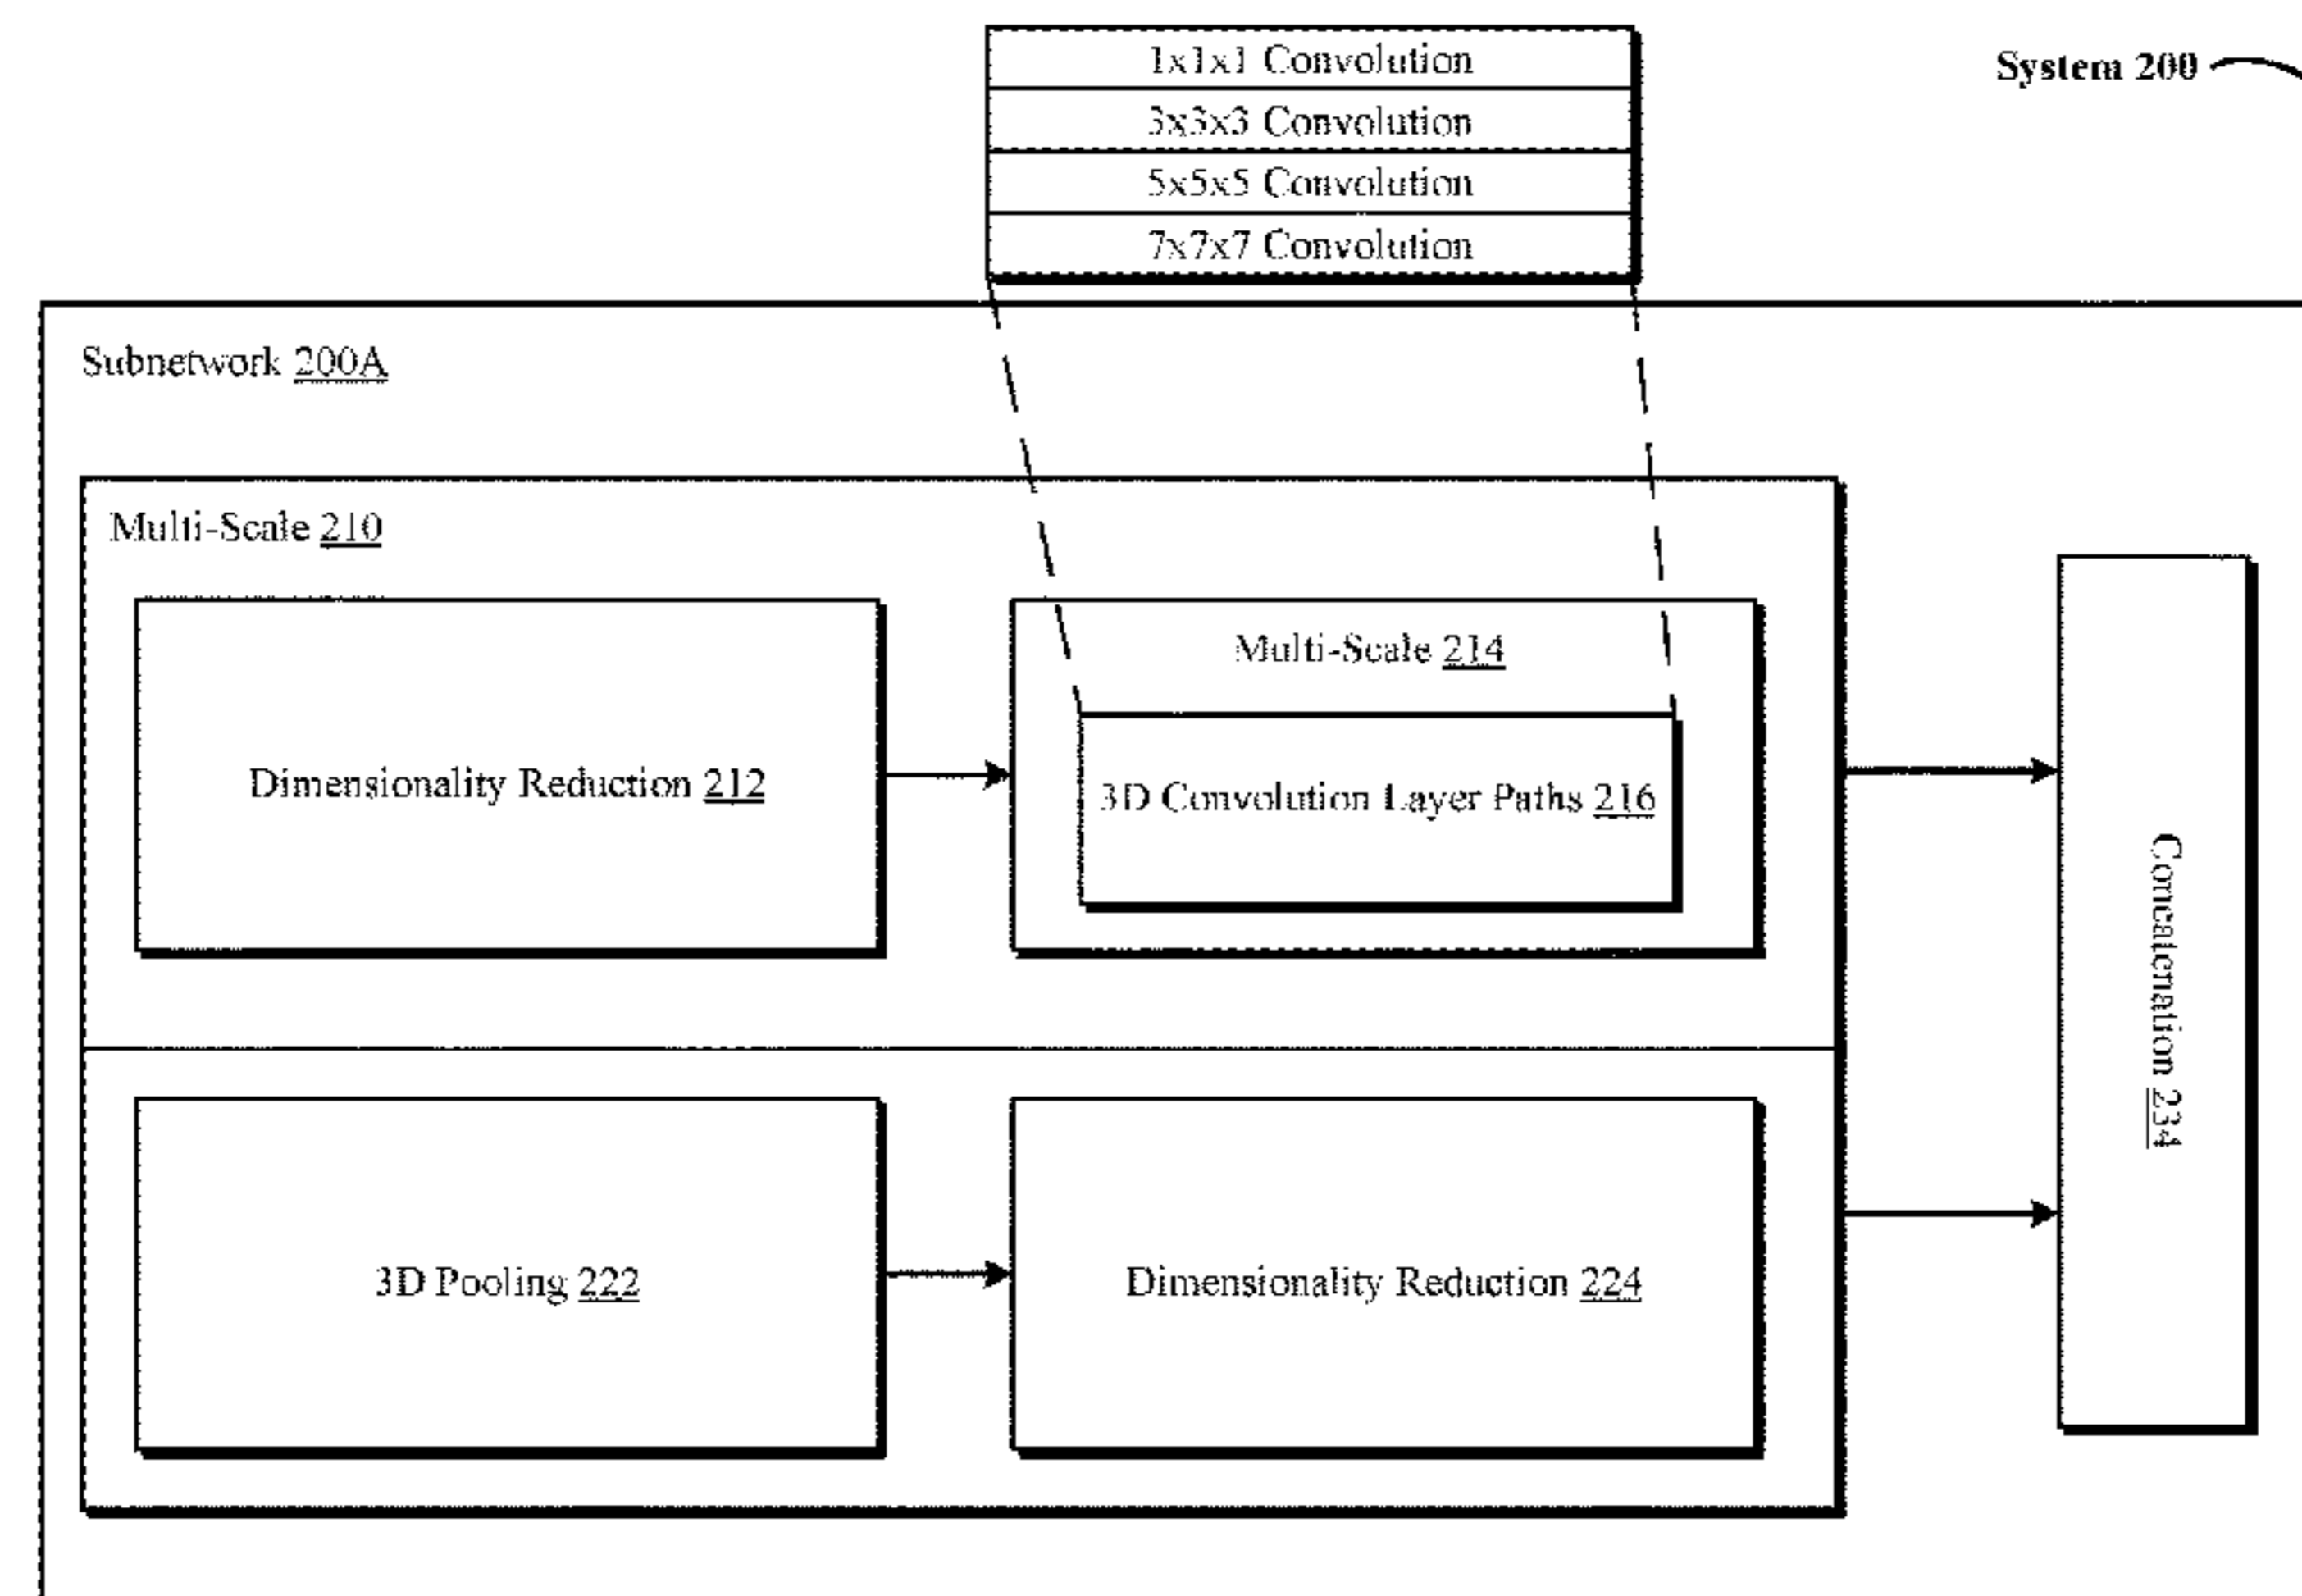 1x1x1 Convolution
3x3x3 Convolution
5x5x5 Convolution
7x7x7 Convolution
System 200
Subnetwork 200A
Multi-Scale 210
Dimensionality Reduction 212
Multi-Scale 214
3D Convolution Layer Paths 216
Concatenation 234
3D Pooling 222
Dimensionality Reduction 224